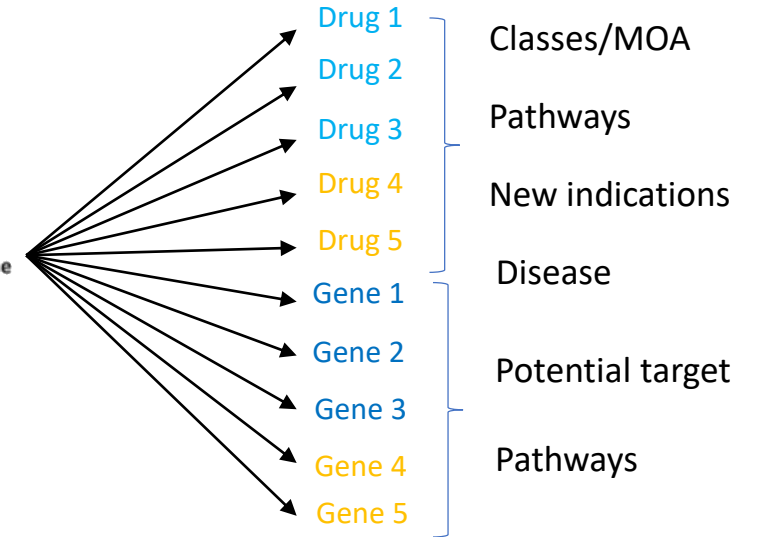 Drug 1
Drug 2
Drug 3
Drug 4
Drug 5
Gene 1
Gene 2
Gene 3
Gene 4
Gene 5
Classes/MOA
Pathways
New indications
Disease
Potential target
Pathways